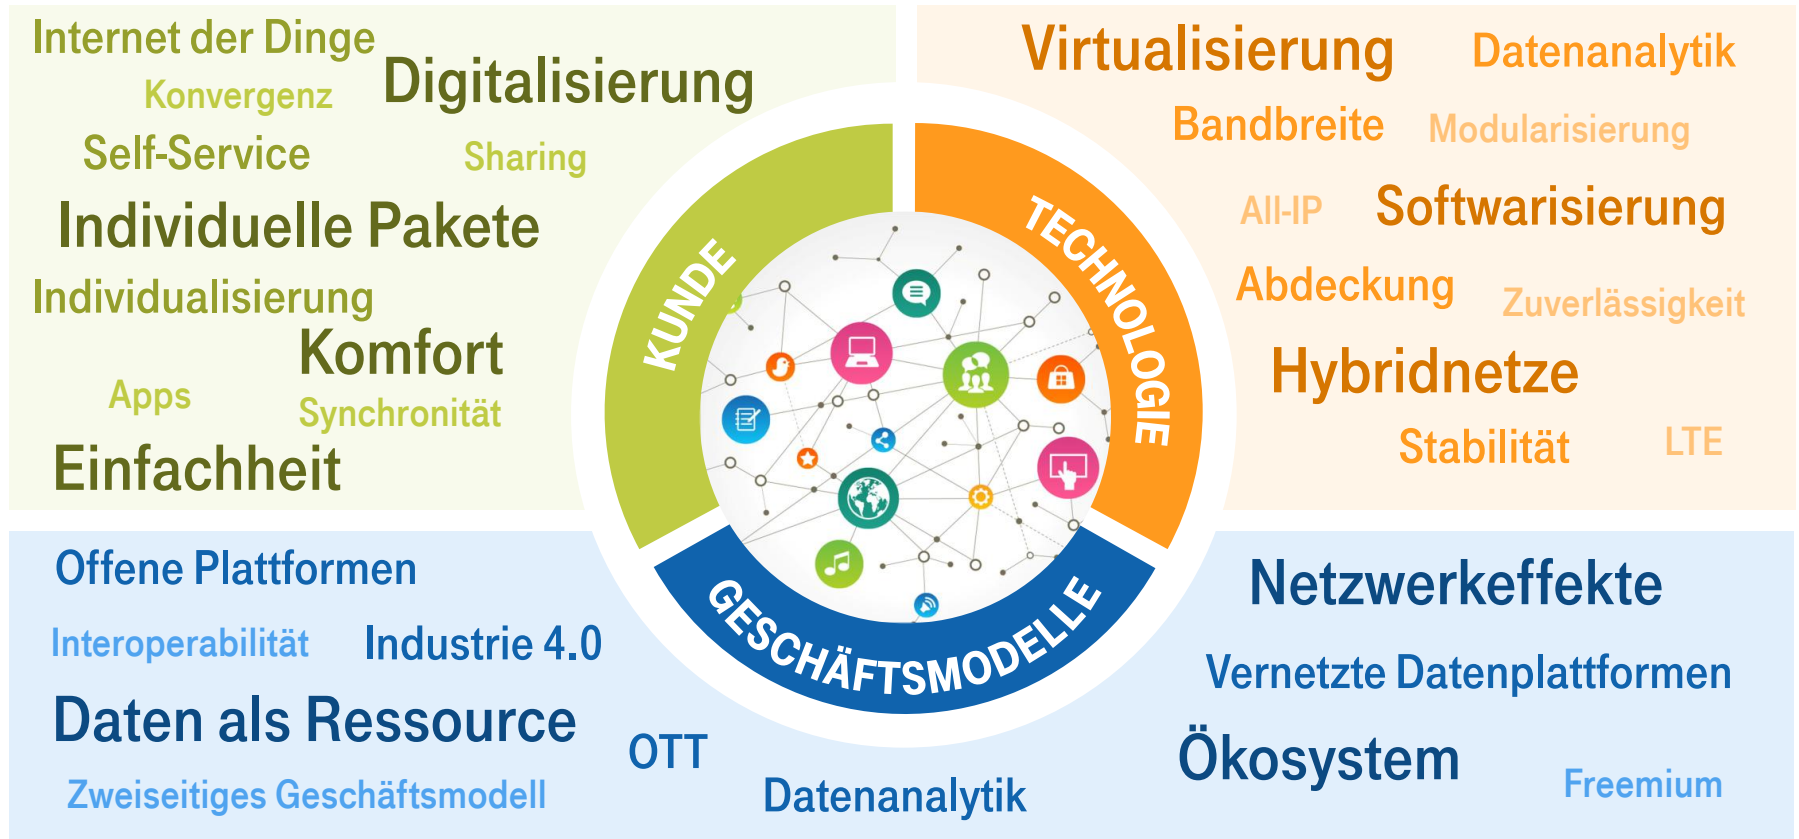 Internet der Dinge
Konvergenz
Digitalisierung
Self-Service
Sharing
Individuelle Pakete
Individualisierung
Komfort
Apps
Synchronität
Einfachheit
Virtualisierung
Datenanalytik
Bandbreite
Modularisierung
All-IP
Softwarisierung
Abdeckung
Zuverlässigkeit
Hybridnetze
Stabilität
LTE
KUNDE
TECHNOLOGIE
GESCHÄFTSMODELLE
Offene Plattformen
Interoperabilität
Industrie 4.0
Daten als Ressource
OTT
Zweiseitiges Geschäftsmodell
Datenanalytik
Netzwerkeffekte
Vernetzte Datenplattformen
Ökosystem
Freemium